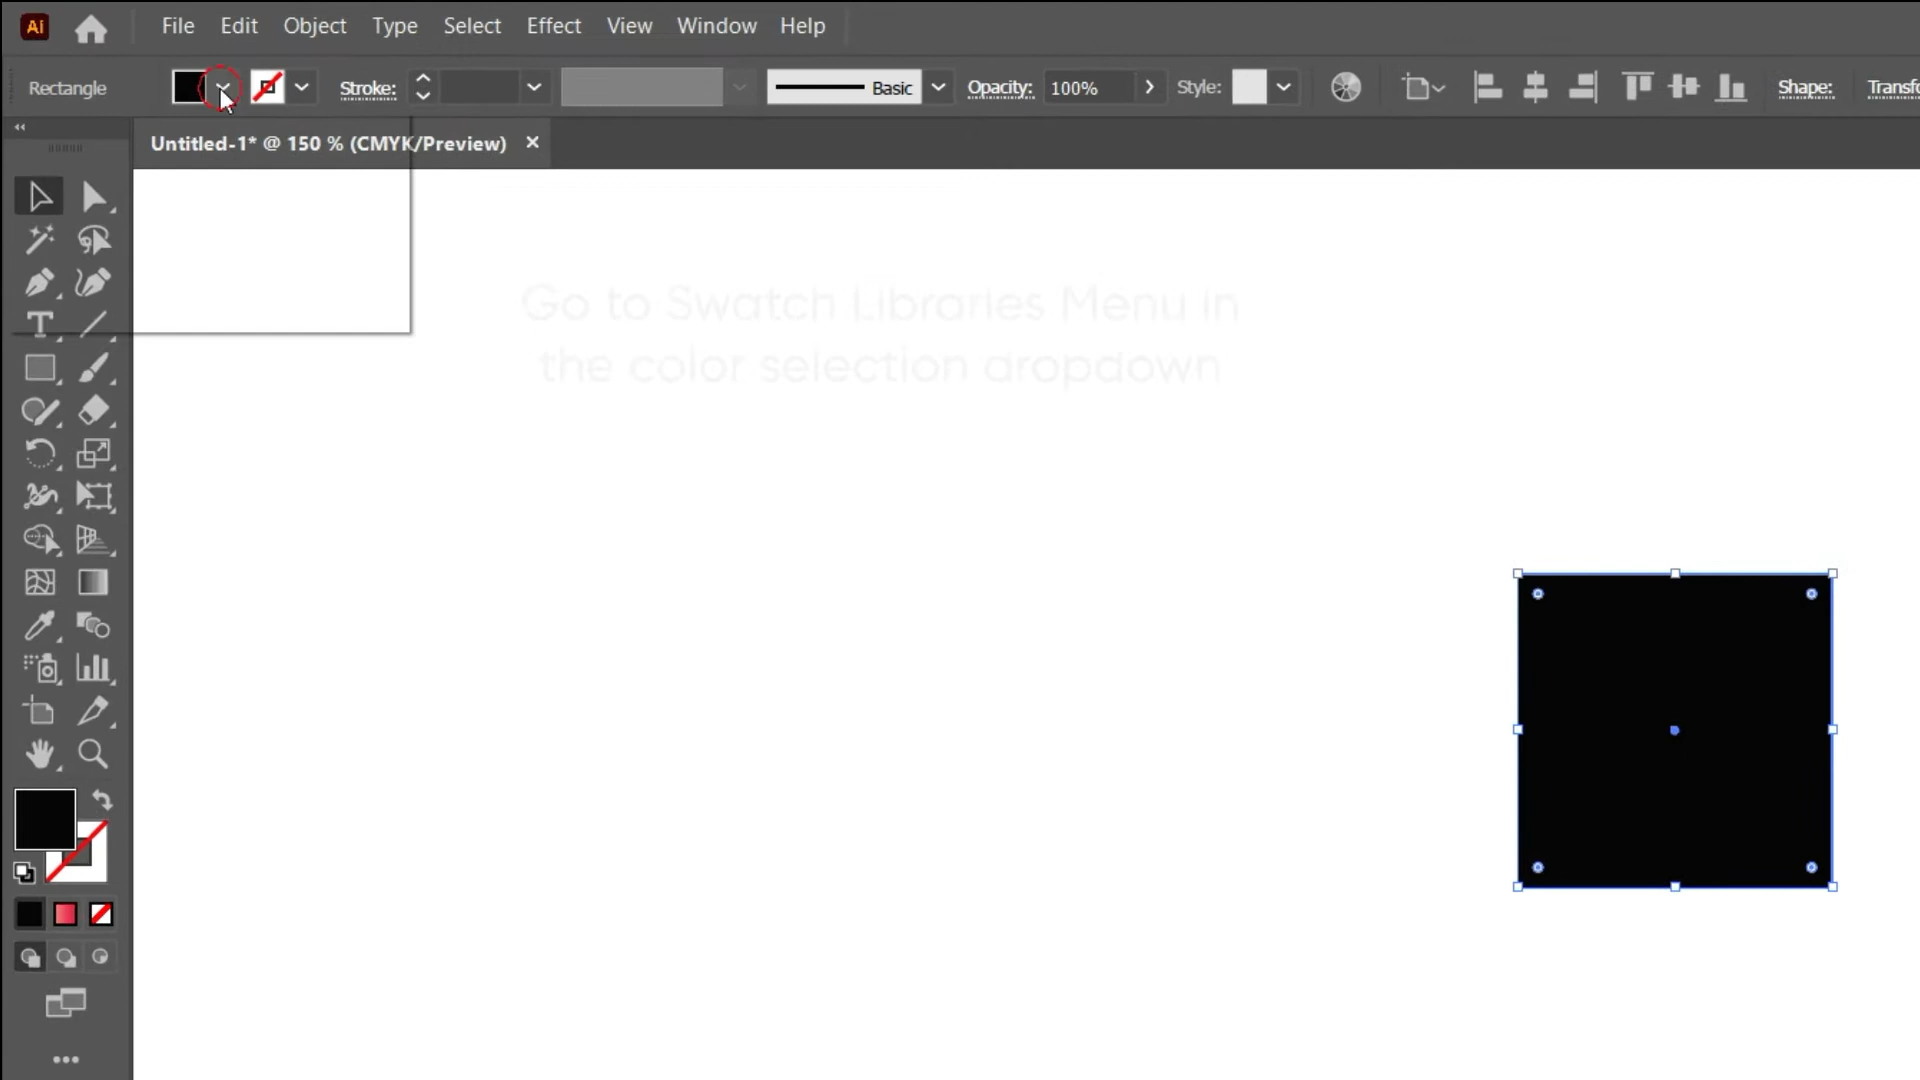 Ai File Edit Object Type Select Effect View Window Help
Rectangle Stroke: Basic Opacity: 100% Style: Shape: Transfo
Untitled-1* @ 150 % (CMYK/Preview)
Go to Swatch Libraries Menu in
the color selection dropdown